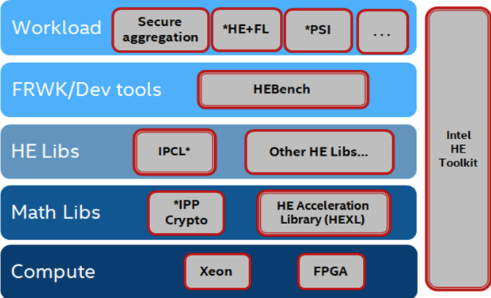 Workload
Secure
aggregation
*HE+FL
*PSI
...
FRWK/Dev tools
HEBench
HE Libs
IPCL*
Other HE Libs...
Math Libs
*IPP
Crypto
HE Acceleration
Library (HEXL)
Compute
Xeon
FPGA
Intel
HE
Toolkit